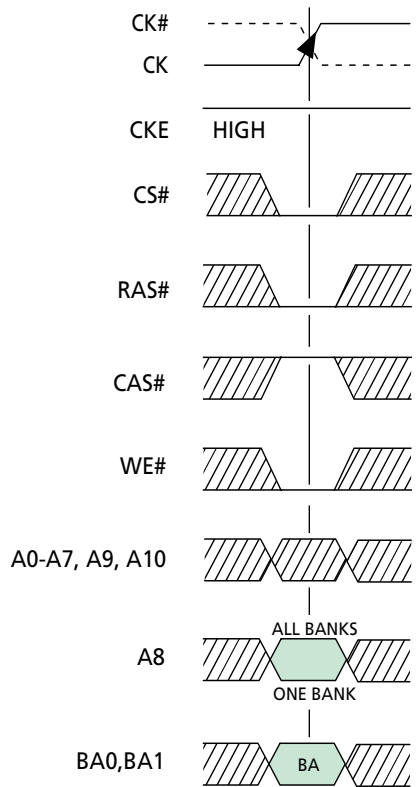 CK#
CK
CKE HIGH
CS#
RAS#
CAS#
WE#
A0-A7, A9, A10
ALL BANKS
A8
ONE BANK
BA0,BA1 BA